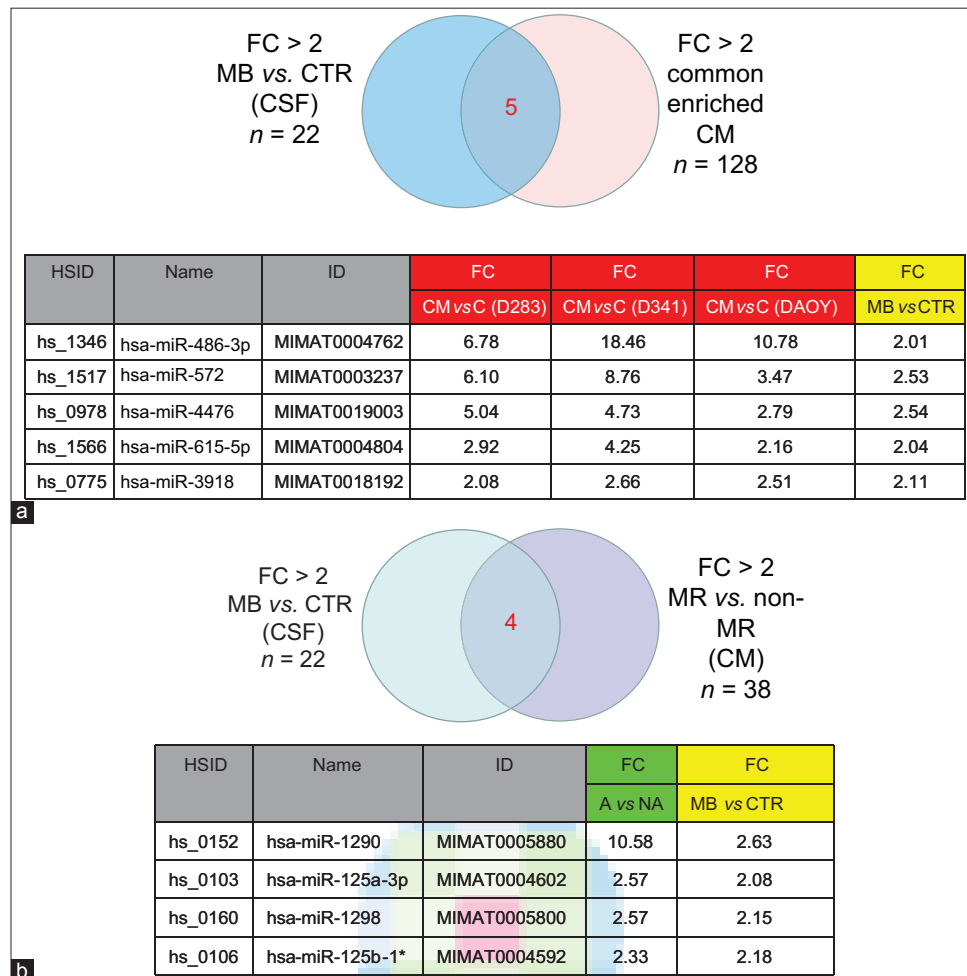 FC > 2
MB vs. CTR
(CSF)
n = 22
5
FC > 2
common
enriched
CM
n = 128
HSID Name ID FC FC FC FC
CM vs C (D283) CM vs C (D341) CM vs C (DAOY) MB vs CTR
hs_1346 hsa-miR-486-3p MIMAT0004762 6.78 18.46 10.78 2.01
hs_1517 hsa-miR-572 MIMAT0003237 6.10 8.76 3.47 2.53
hs_0978 hsa-miR-4476 MIMAT0019003 5.04 4.73 2.79 2.54
hs_1566 hsa-miR-615-5p MIMAT0004804 2.92 4.25 2.16 2.04
hs_0775 hsa-miR-3918 MIMAT0018192 2.08 2.66 2.51 2.11
a
FC > 2
MB vs. CTR
(CSF)
n = 22
4
FC > 2
MR vs. non-
MR
(CM)
n = 38
HSID Name ID FC FC
A vs NA MB vs CTR
hs_0152 hsa-miR-1290 MIMAT0005880 10.58 2.63
hs_0103 hsa-miR-125a-3p MIMAT0004602 2.57 2.08
hs_0160 hsa-miR-1298 MIMAT0005800 2.57 2.15
hs_0106 hsa-miR-125b-1* MIMAT0004592 2.33 2.18
b